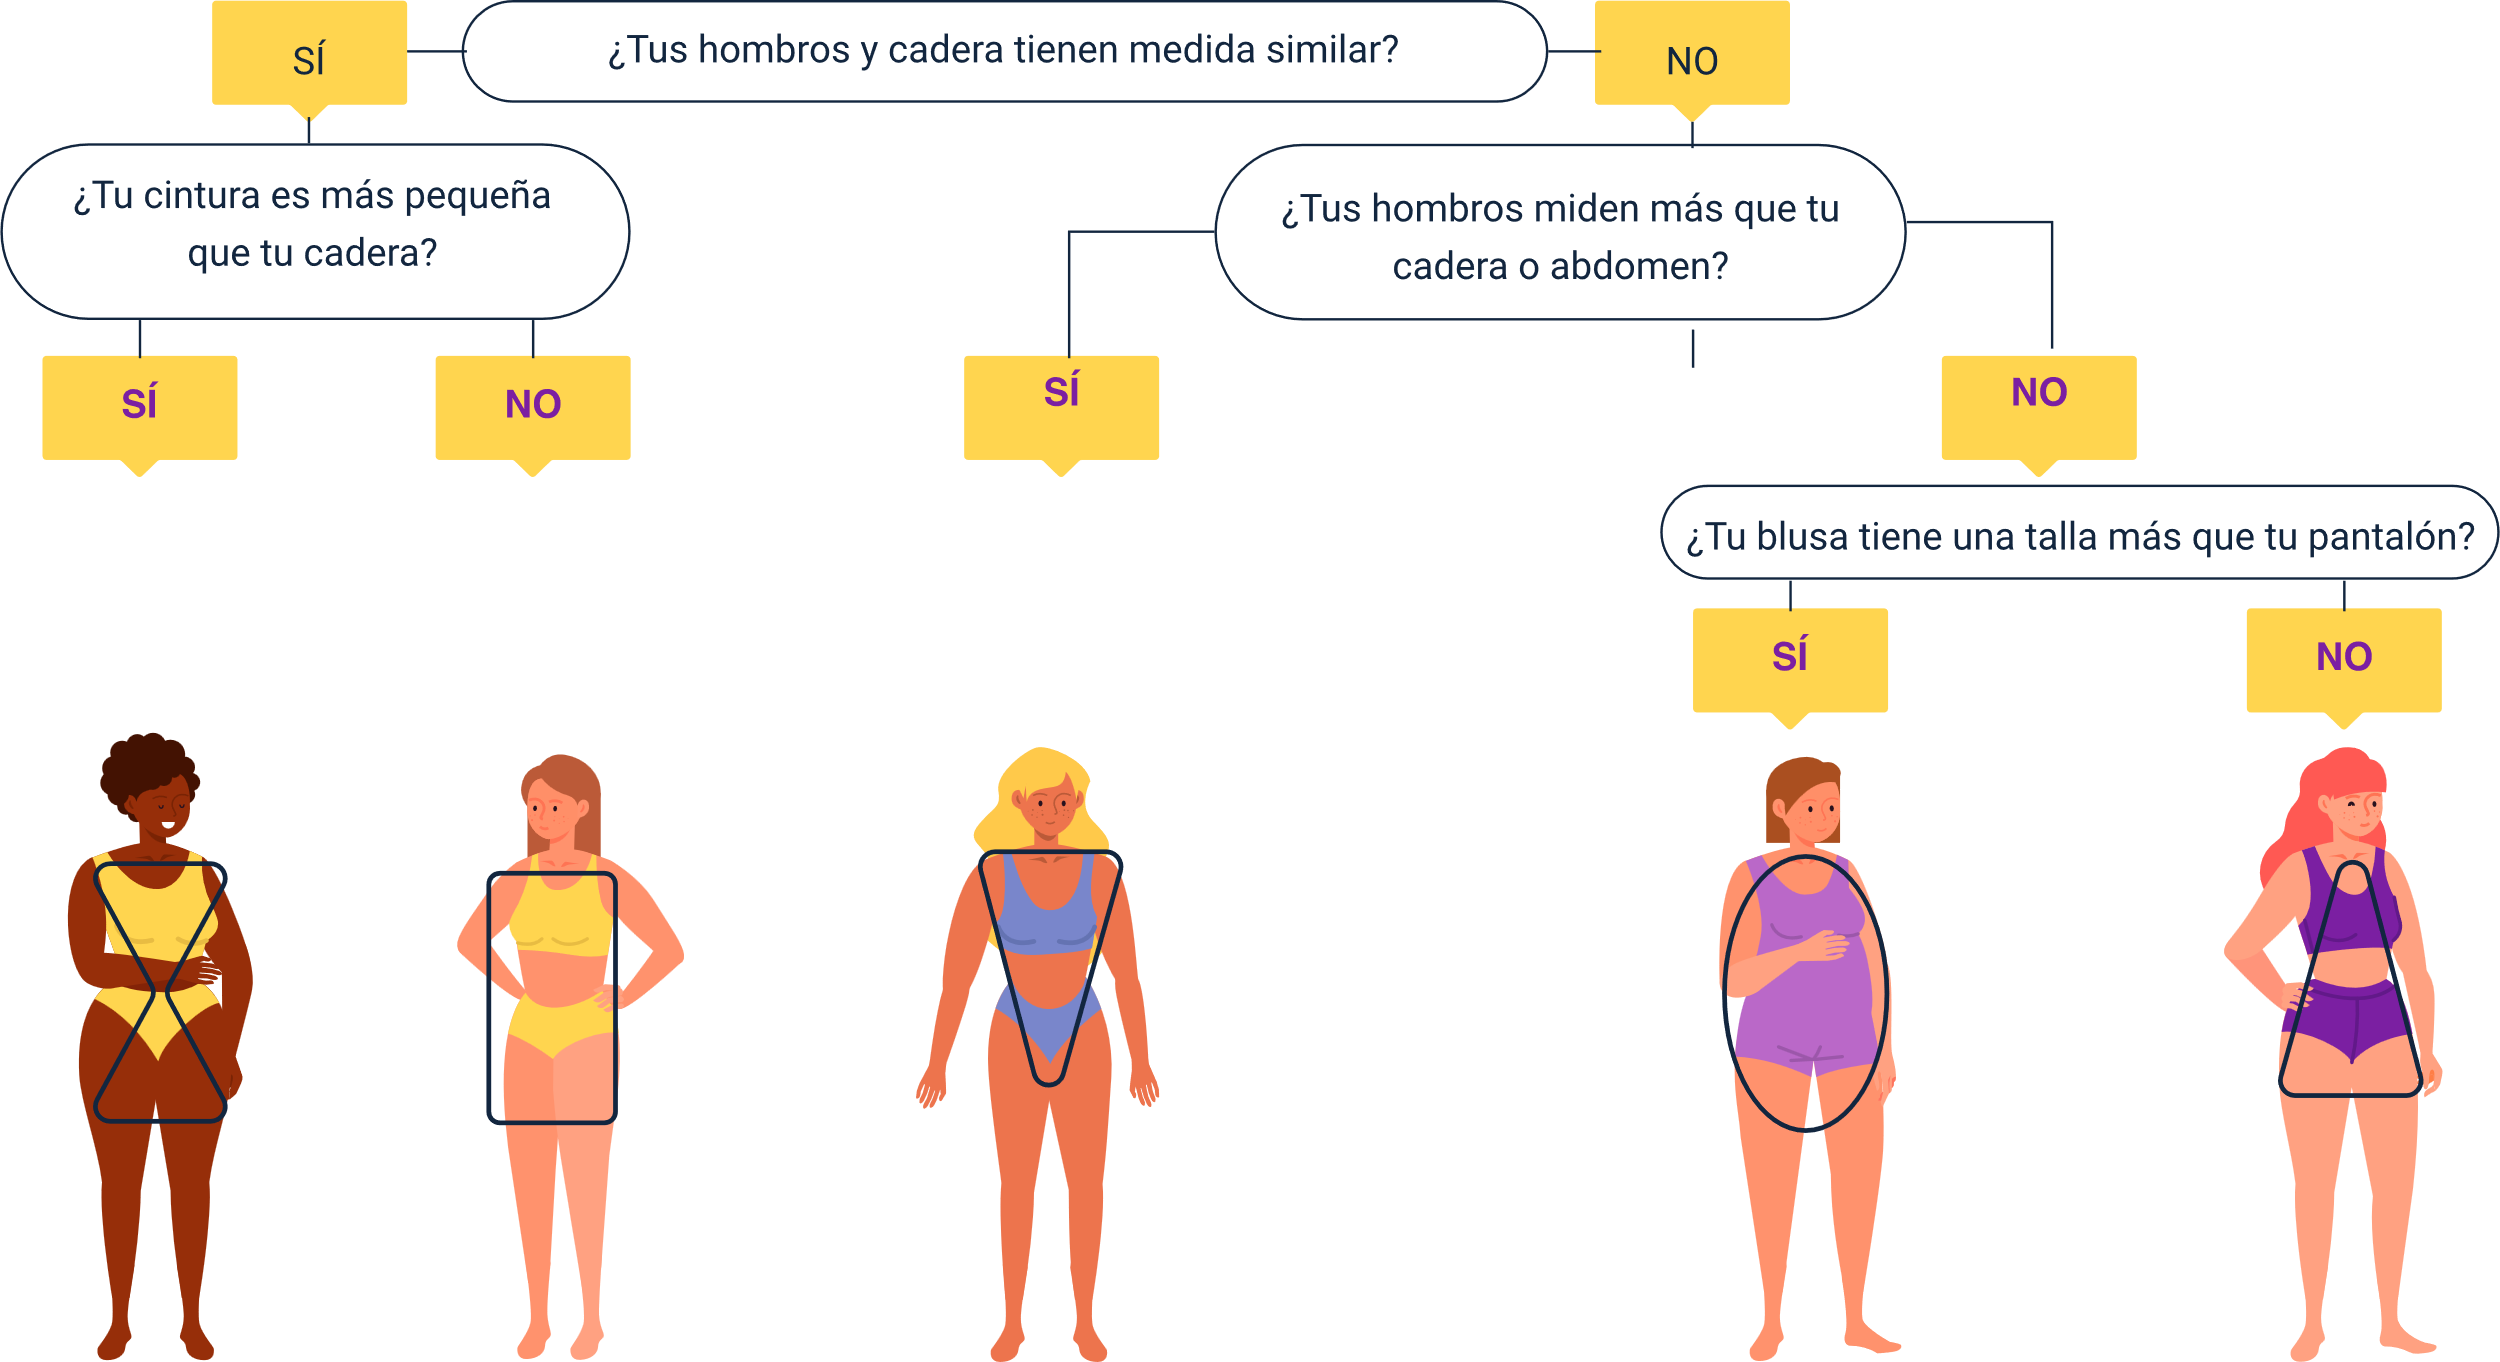 SÍ
¿Tus hombros y cadera tienen medida similar?
NO
¿Tu cintura es más pequeña
que tu cadera?
¿Tus hombros miden más que tu
cadera o abdomen?
SÍ
NO
SÍ
NO
¿Tu blusa tiene una talla más que tu pantalón?
SÍ
NO